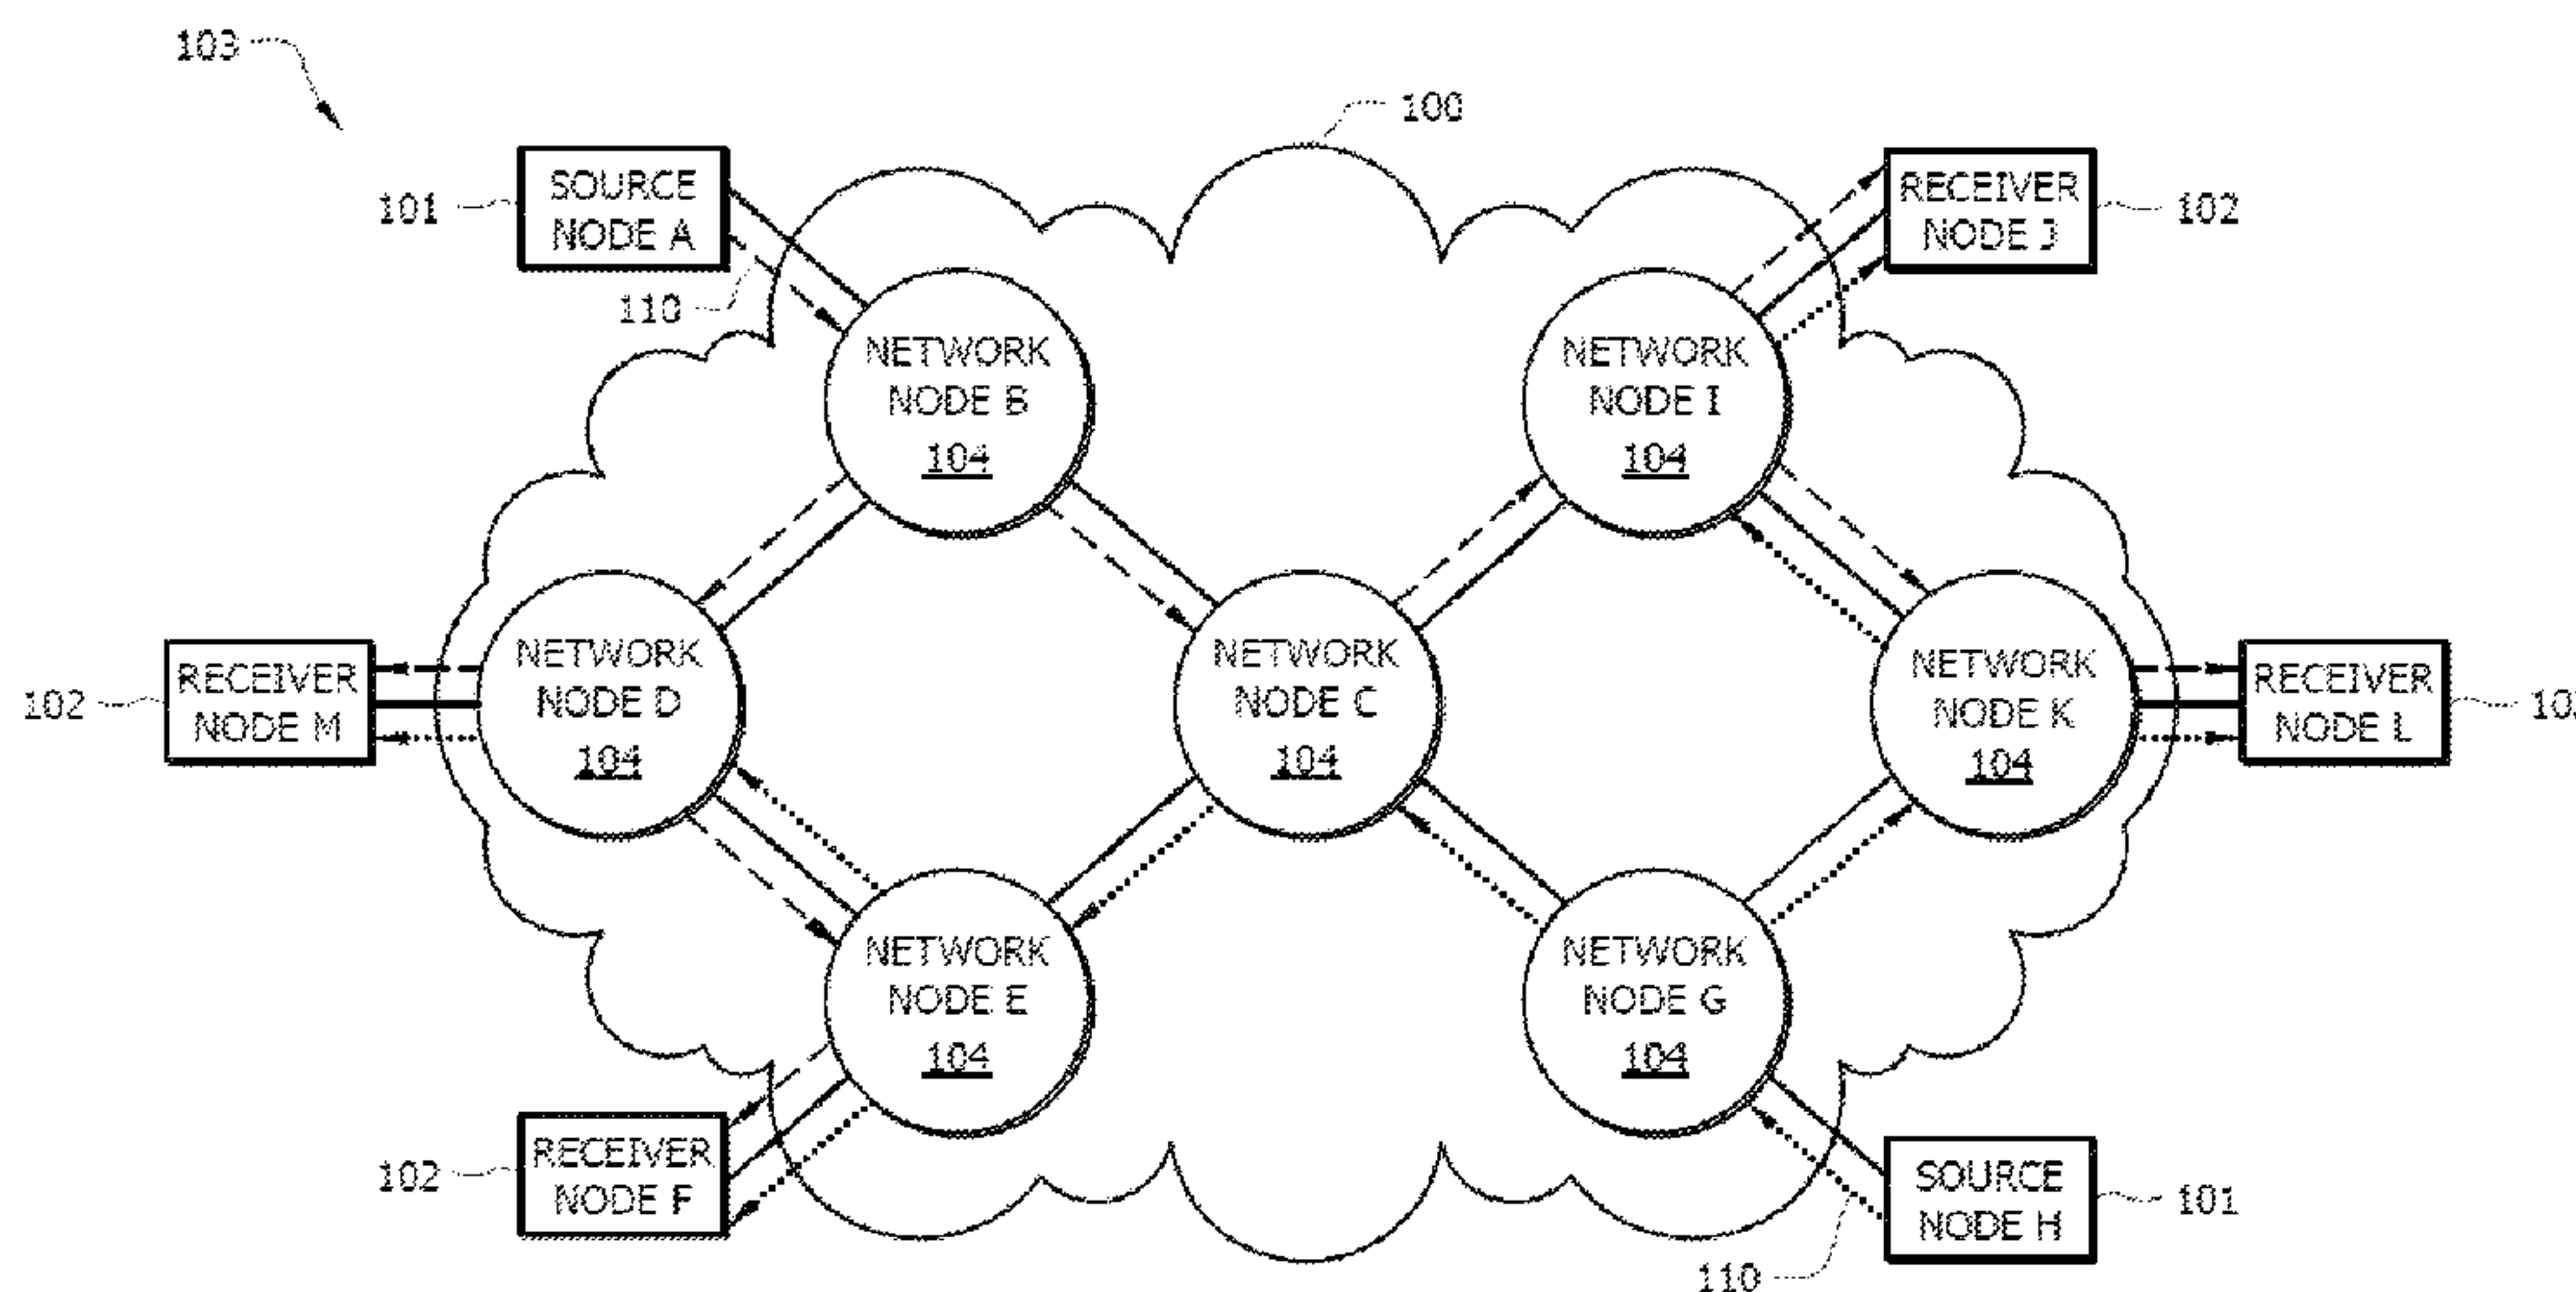 103
100
101
SOURCE
NODE A
110
RECEIVER
NODE J
102
NETWORK
NODE B
104
NETWORK
NODE I
104
102
RECEIVER
NODE M
NETWORK
NODE D
104
NETWORK
NODE C
104
NETWORK
NODE K
104
RECEIVER
NODE L
NETWORK
NODE E
104
NETWORK
NODE G
104
102
RECEIVER
NODE F
SOURCE
NODE H
101
110